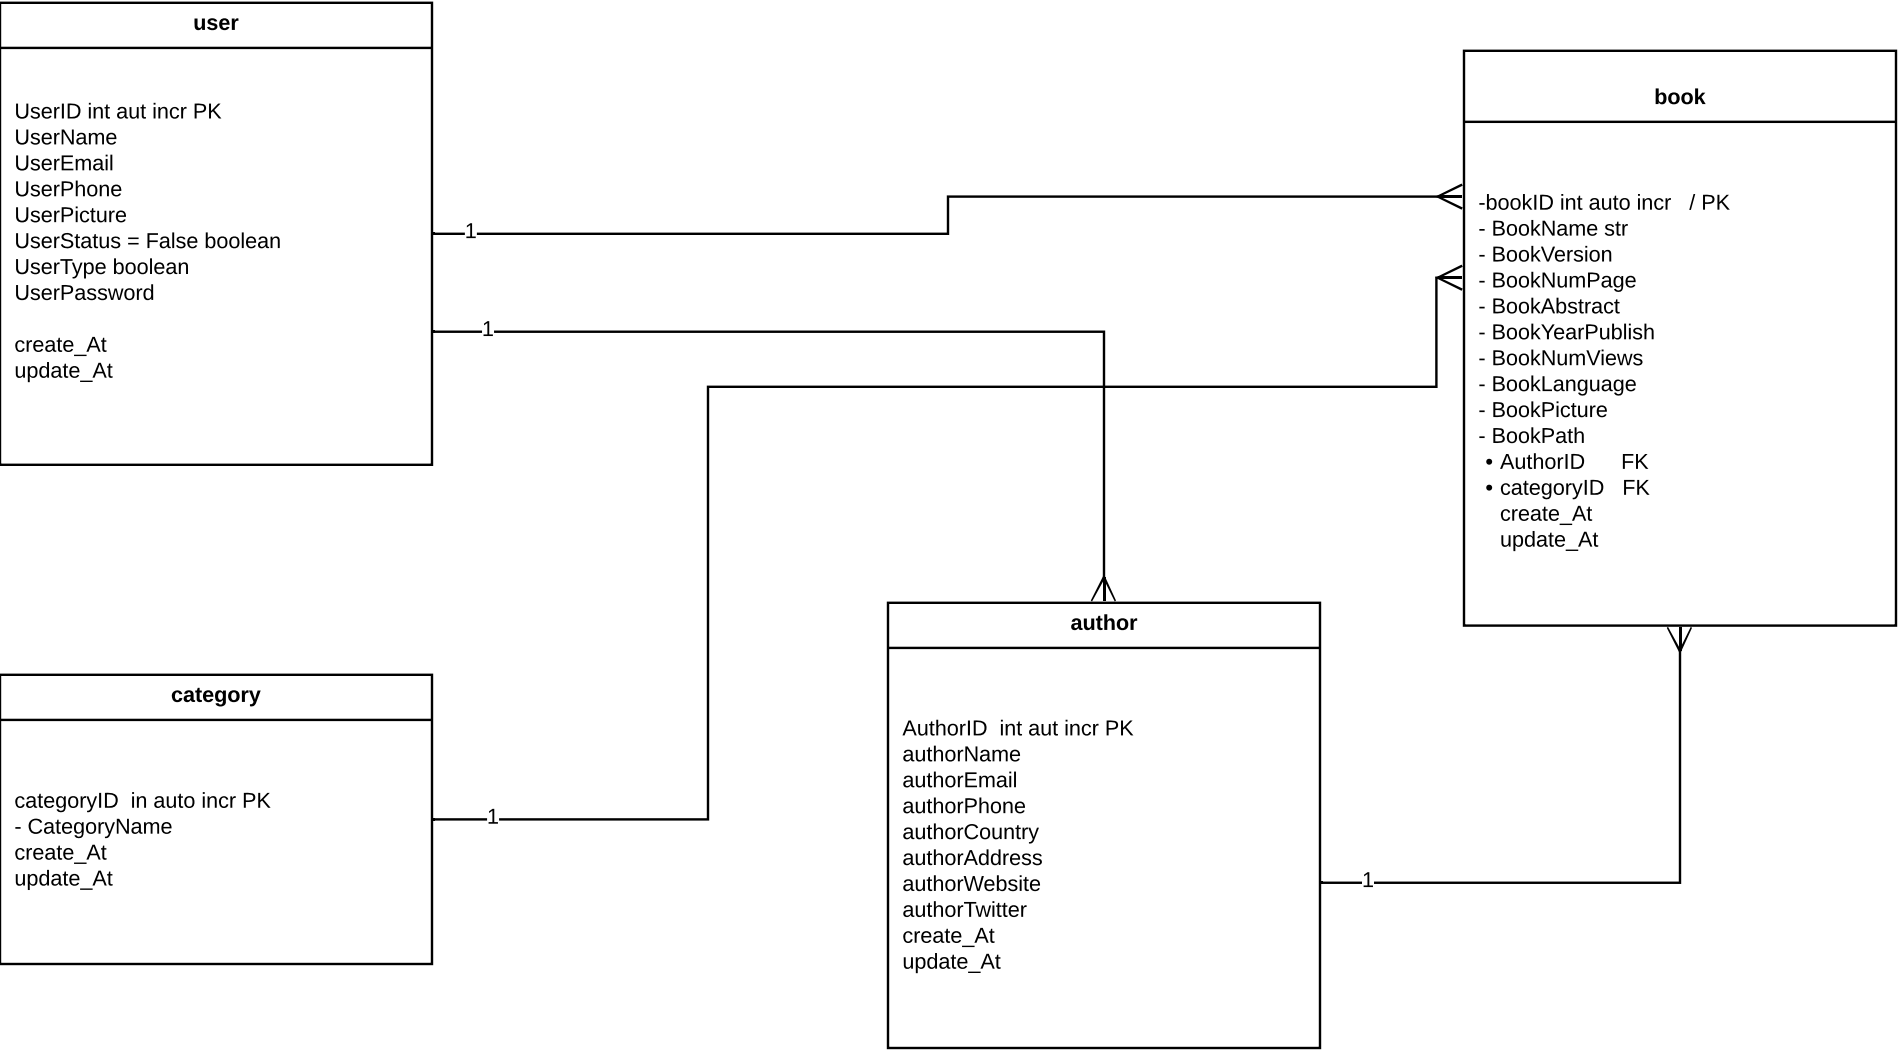 user
UserID int aut incr PK
UserName
UserEmail
UserPhone
UserPicture
UserStatus = False boolean
UserType boolean
UserPassword
create_At
update_At
1
1
book
-bookID int auto incr / PK
- BookName str
- BookVersion
- BookNumPage
- BookAbstract
- BookYearPublish
- BookNumViews
- BookLanguage
- BookPicture
- BookPath
• AuthorID FK
• categoryID FK
create_At
update_At
category
categoryID in auto incr PK
- CategoryName
create_At
update_At
1
author
AuthorID int aut incr PK
authorName
authorEmail
authorPhone
authorCountry
authorAddress
authorWebsite
authorTwitter
create_At
update_At
1